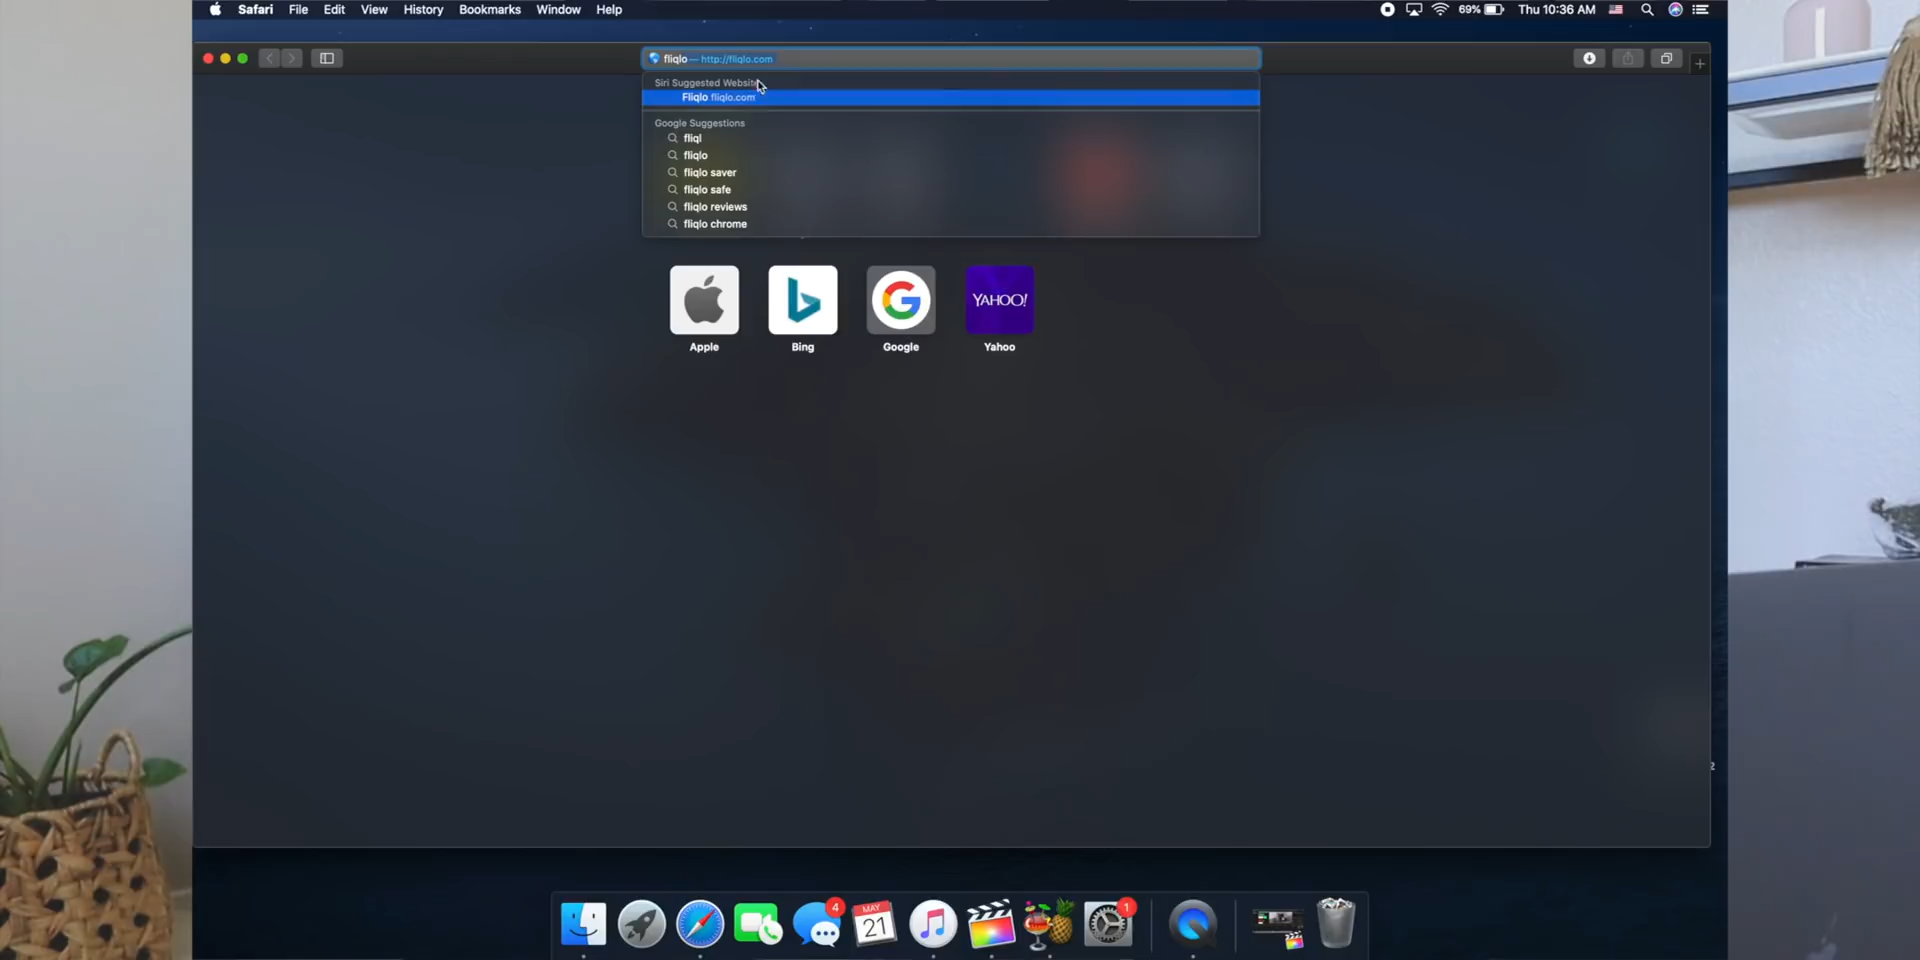 Safari File Edit View History Bookmarks Window Help 69% Thu 10:36 AM
fliqlo — http://fliqlo.com
Siri Suggested Website
Fliqlo fliqlo.com
Google Suggestions
fliql
fliqlo
fliqlo saver
fliqlo safe
fliqlo reviews
fliqlo chrome
YAHOO!
Apple Bing Google Yahoo
2
4 MAY 1
21